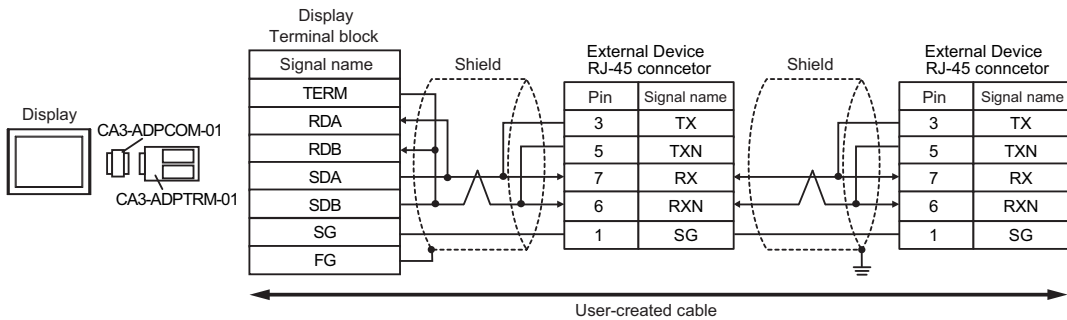 Display
CA3-ADPCOM-01
CA3-ADPTRM-01
Display
Terminal block
Signal name
TERM
RDA
RDB
SDA
SDB
SG
FG
Shield
External Device
RJ-45 conncetor
Pin Signal name
3 TX
5 TXN
7 RX
6 RXN
1 SG
Shield
External Device
RJ-45 conncetor
Pin Signal name
3 TX
5 TXN
7 RX
6 RXN
1 SG
User-created cable